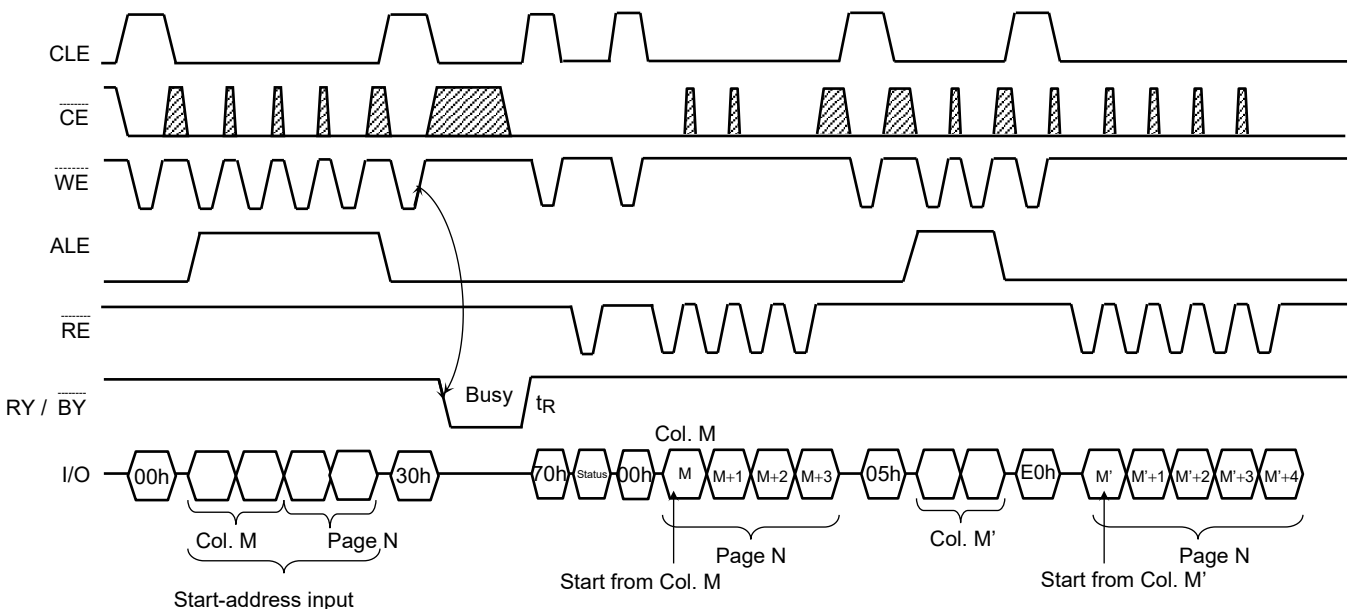 CLE
CE
WE
ALE
RE
RY / BY
Busy
tR
I/O
00h
30h
70h
Status
00h
Col. M
M
M+1
M+2
M+3
05h
E0h
M'
M'+1
M'+2
M'+3
M'+4
Col. M
Page N
Start-address input
Page N
Start from Col. M
Col. M’
Page N
Start from Col. M’